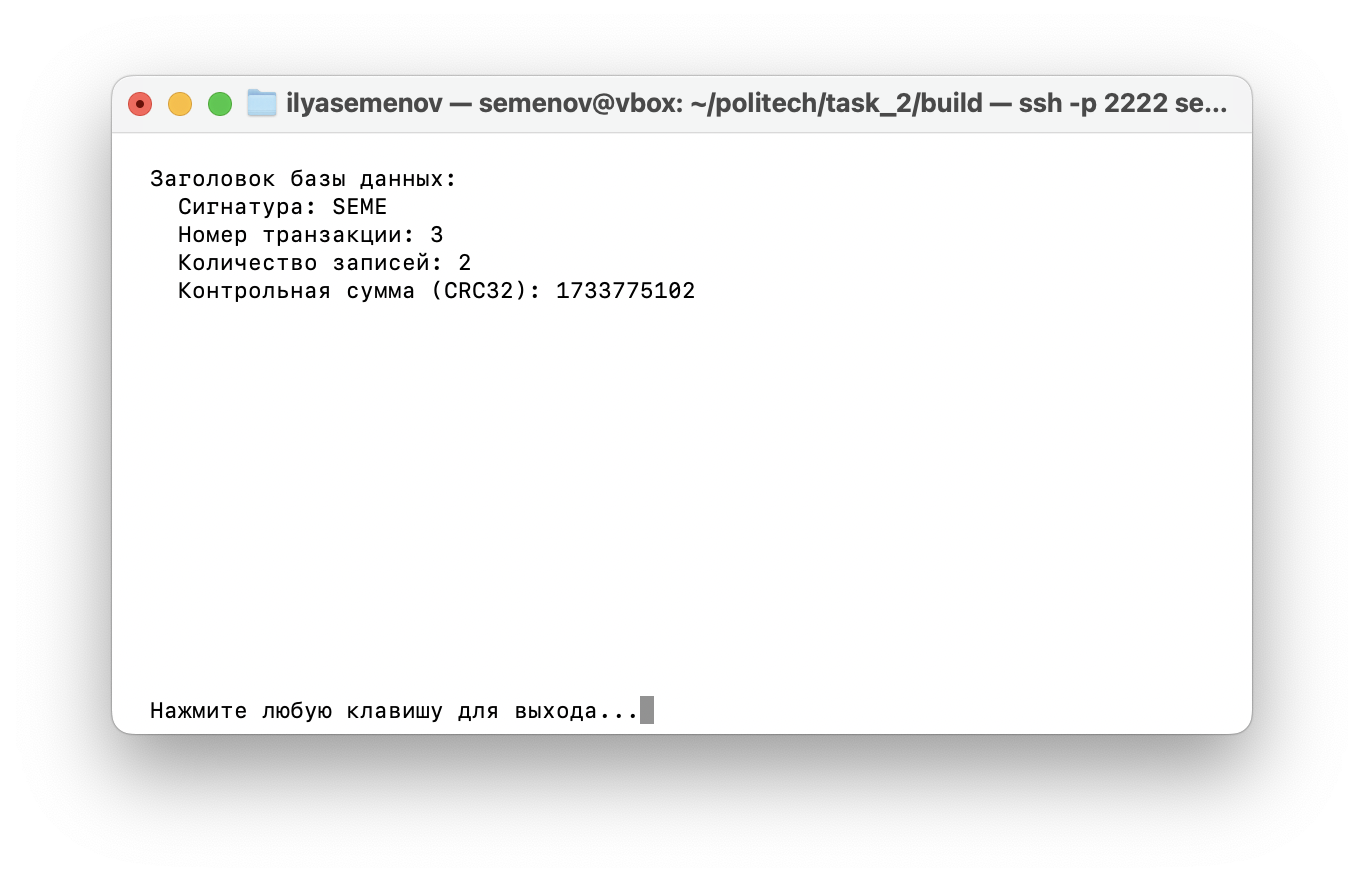 ilyasemenov — semenov@vbox: ~/politech/task_2/build — ssh -p 2222 se...
Заголовок базы данных:
Сигнатура: SEME
Номер транзакции: 3
Количество записей: 2
Контрольная сумма (CRC32): 1733775102
Нажмите любую клавишу для выхода...